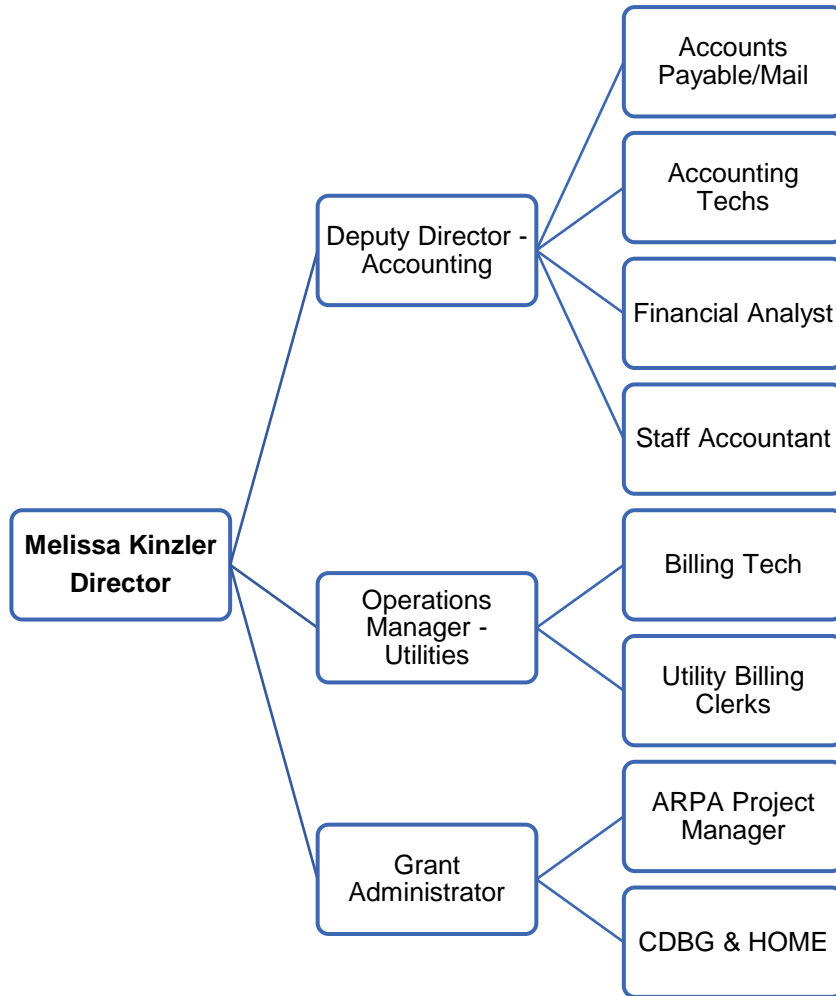 Accounts
Payable/Mail
Accounting
Techs
Deputy Director -
Accounting
Financial Analyst
Staff Accountant
Melissa Kinzler
Director
Billing Tech
Operations
Manager -
Utilities
Utility Billing
Clerks
ARPA Project
Manager
Grant
Administrator
CDBG & HOME